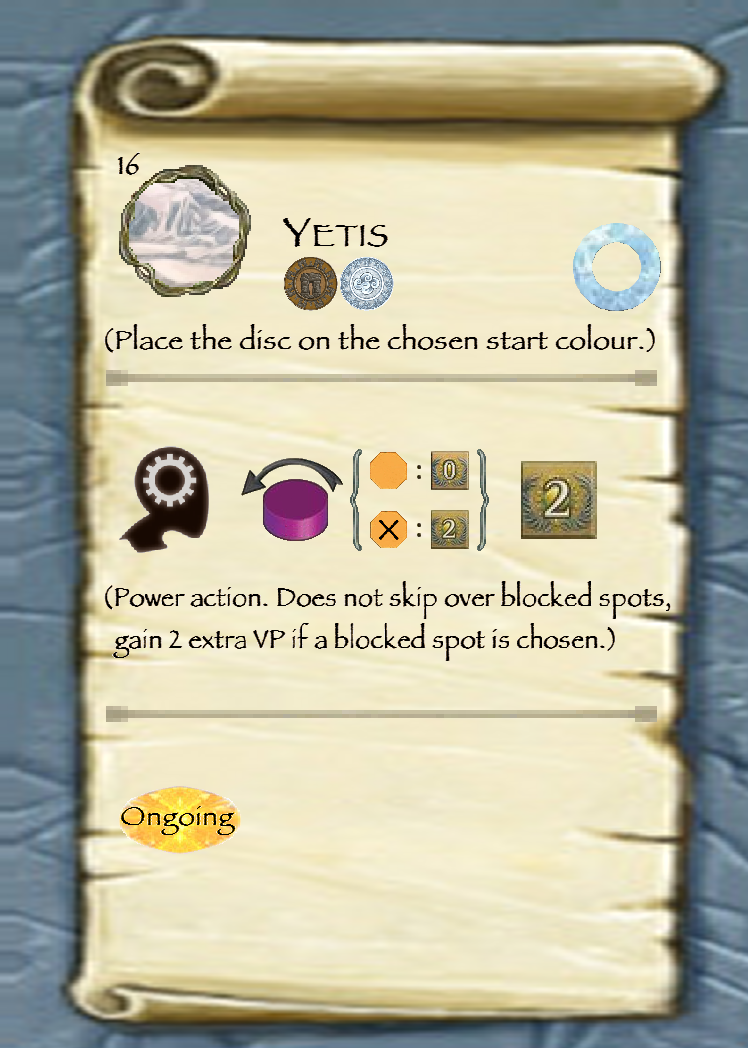 16
YETIS
(Place the disc on the chosen start colour.)
: 0
X : 2
2
(Power action. Does not skip over blocked spots,
gain 2 extra VP if a blocked spot is chosen.)
Ongoing